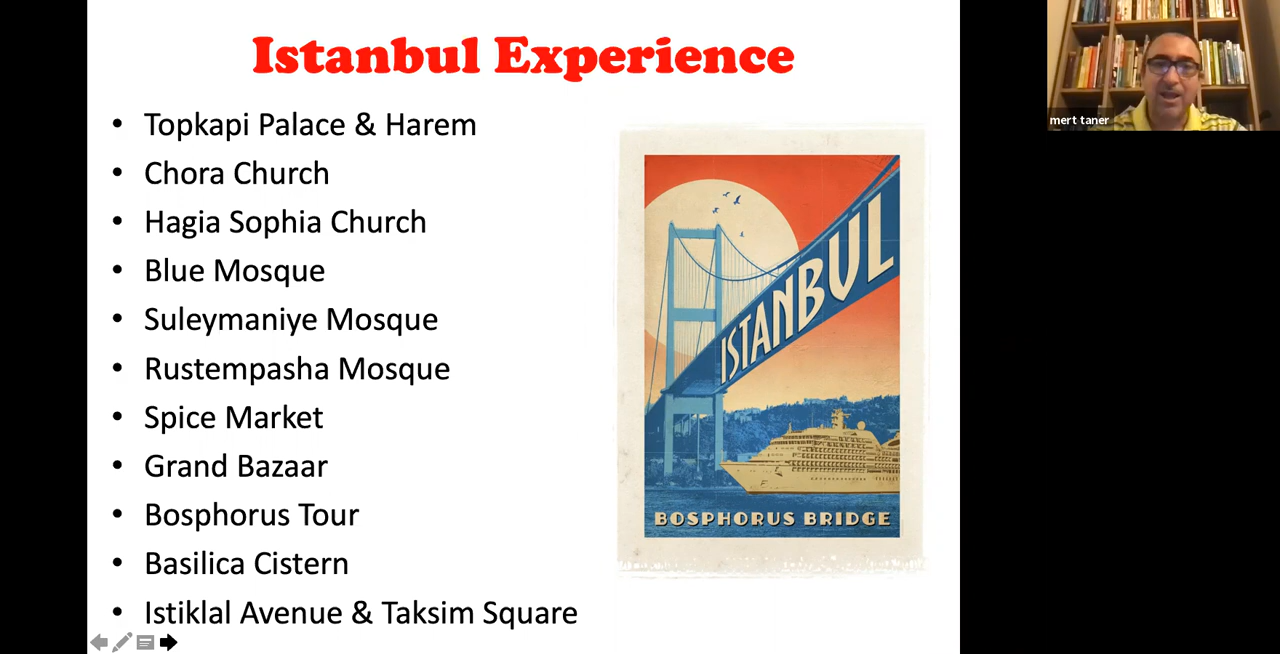 Istanbul Experience
• Topkapi Palace & Harem
• Chora Church
• Hagia Sophia Church
• Blue Mosque
• Suleymaniye Mosque
• Rustempasha Mosque
• Spice Market
• Grand Bazaar
• Bosphorus Tour
• Basilica Cistern
• Istiklal Avenue & Taksim Square
ISTANBUL
BOSPHORUS BRIDGE
mert taner